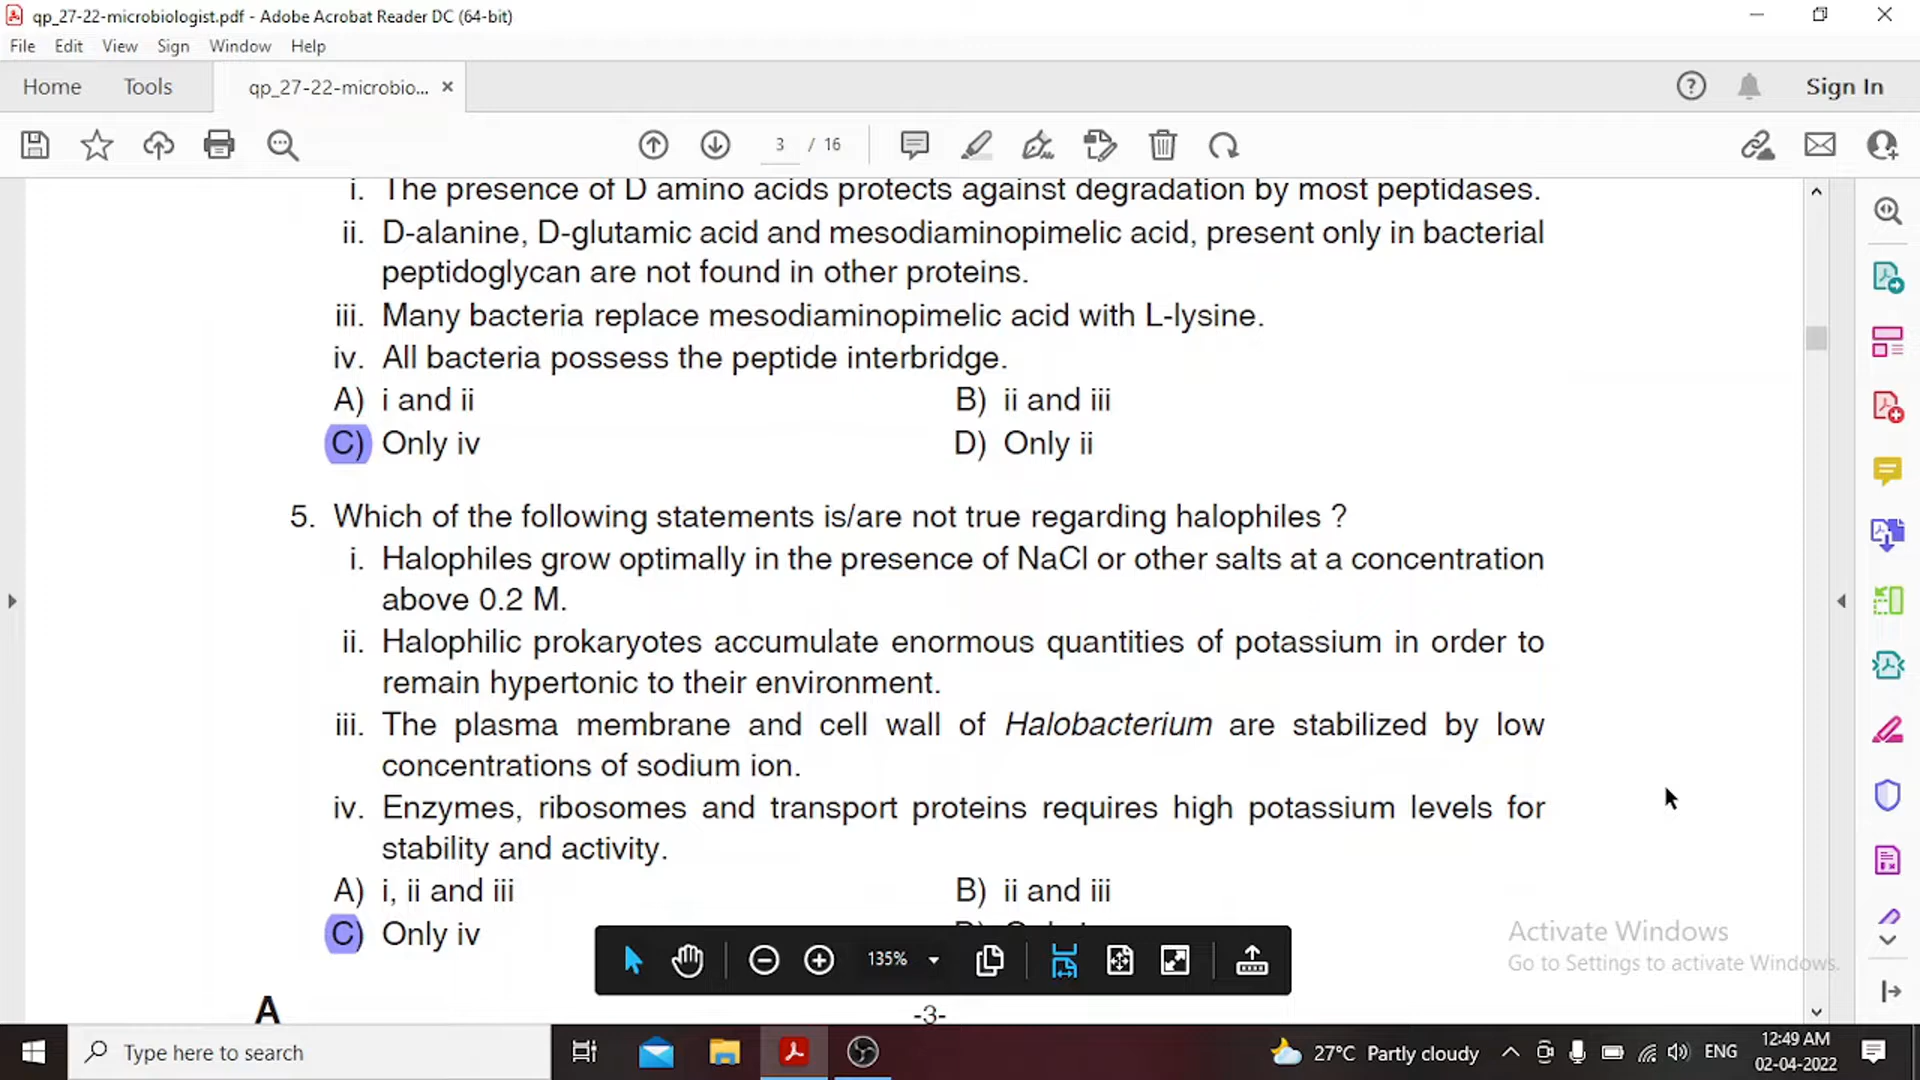 qp_27-22-microbiologist.pdf - Adobe Acrobat Reader DC (64-bit)
File Edit View Sign Window Help
Home Tools qp_27-22-microbio... × Sign In
3 / 16
i. The presence of D amino acids protects against degradation by most peptidases.
ii. D-alanine, D-glutamic acid and mesodiaminopimelic acid, present only in bacterial
peptidoglycan are not found in other proteins.
iii. Many bacteria replace mesodiaminopimelic acid with L-lysine.
iv. All bacteria possess the peptide interbridge.
A) i and ii B) ii and iii
C) Only iv D) Only ii
5. Which of the following statements is/are not true regarding halophiles ?
i. Halophiles grow optimally in the presence of NaCl or other salts at a concentration
above 0.2 M.
ii. Halophilic prokaryotes accumulate enormous quantities of potassium in order to
remain hypertonic to their environment.
iii. The plasma membrane and cell wall of Halobacterium are stabilized by low
concentrations of sodium ion.
iv. Enzymes, ribosomes and transport proteins requires high potassium levels for
stability and activity.
A) i, ii and iii B) ii and iii
C) Only iv
135%
Activate Windows
Go to Settings to activate Windows.
A -3-
Type here to search 27°C Partly cloudy ENG 12:49 AM
02-04-2022